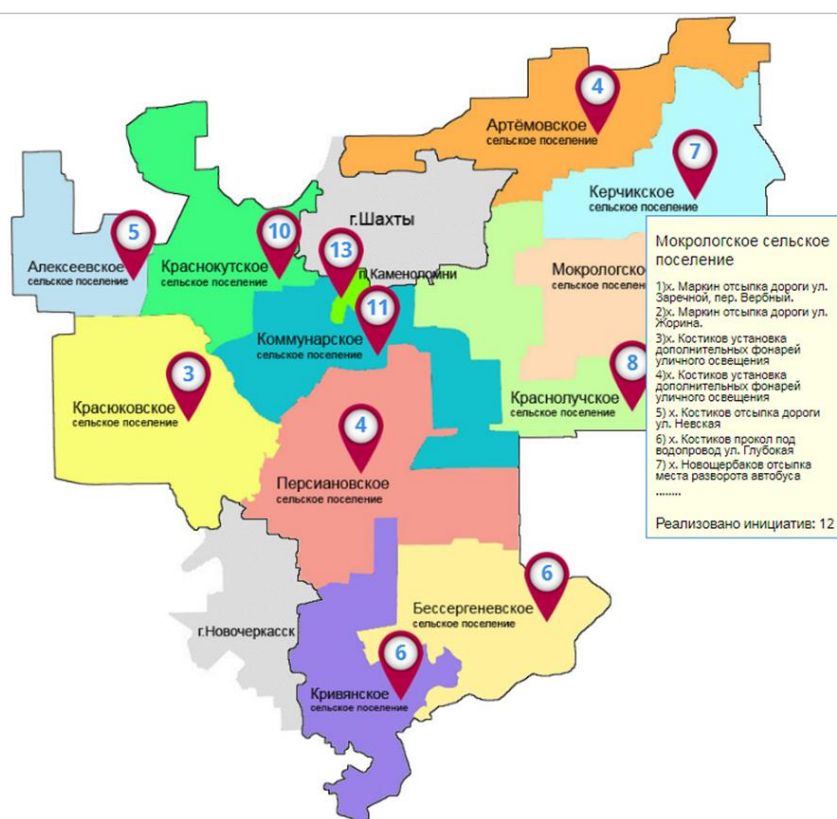 4
Артёмовское
сельское поселение
7
Керчикское
сельское поселение
г.Шахты
5
Алексеевское
сельское поселение
10
Краснокутское
сельское поселение
13
п.Каменоломни
11
Коммунарское
сельское поселение
Мокрологско
8
Краснолучское
сельское поселение
3
Красюковское
сельское поселение
4
Персиановское
сельское поселение
6
Бессергеневское
сельское поселение
г.Новочеркасск
6
Кривянское
сельское поселение
Мокрологское сельское
поселение
1)х. Маркин отсыпка дороги ул.
Заречной, пер. Вербный.
2)х. Маркин отсыпка дороги ул.
Жорина.
3)х. Костиков установка
дополнительных фонарей
уличного освещения
4)х. Костиков установка
дополнительных фонарей
уличного освещения
5) х. Костиков отсыпка дороги
ул. Невская
6) х. Костиков прокол под
водопровод ул. Глубокая
7) х. Новощербаков отсыпка
места разворота автобуса
........
Реализовано инициатив: 12